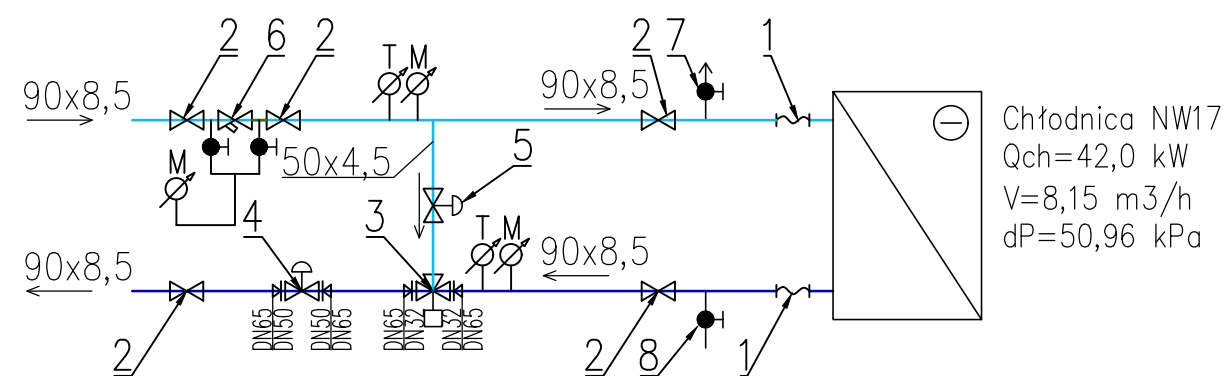 2 6 2 2 7 1
T M
90x8,5 90x8,5
Chłodnica NW17
Qch=42,0 kW
V=8,15 m3/h
dP=50,96 kPa
M 50x4,5 5
4 3 T M
90x8,5 90x8,5
DN65 DN50 DN50 DN65 DN65 DN32 DN32 DN65
2 2 8 1